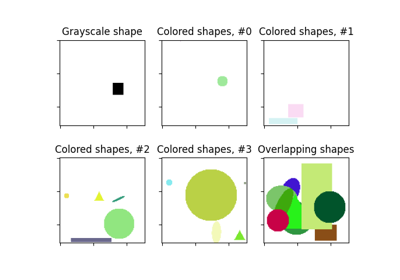 Grayscale shape
Colored shapes, #0
Colored shapes, #1
Colored shapes, #2
Colored shapes, #3
Overlapping shapes